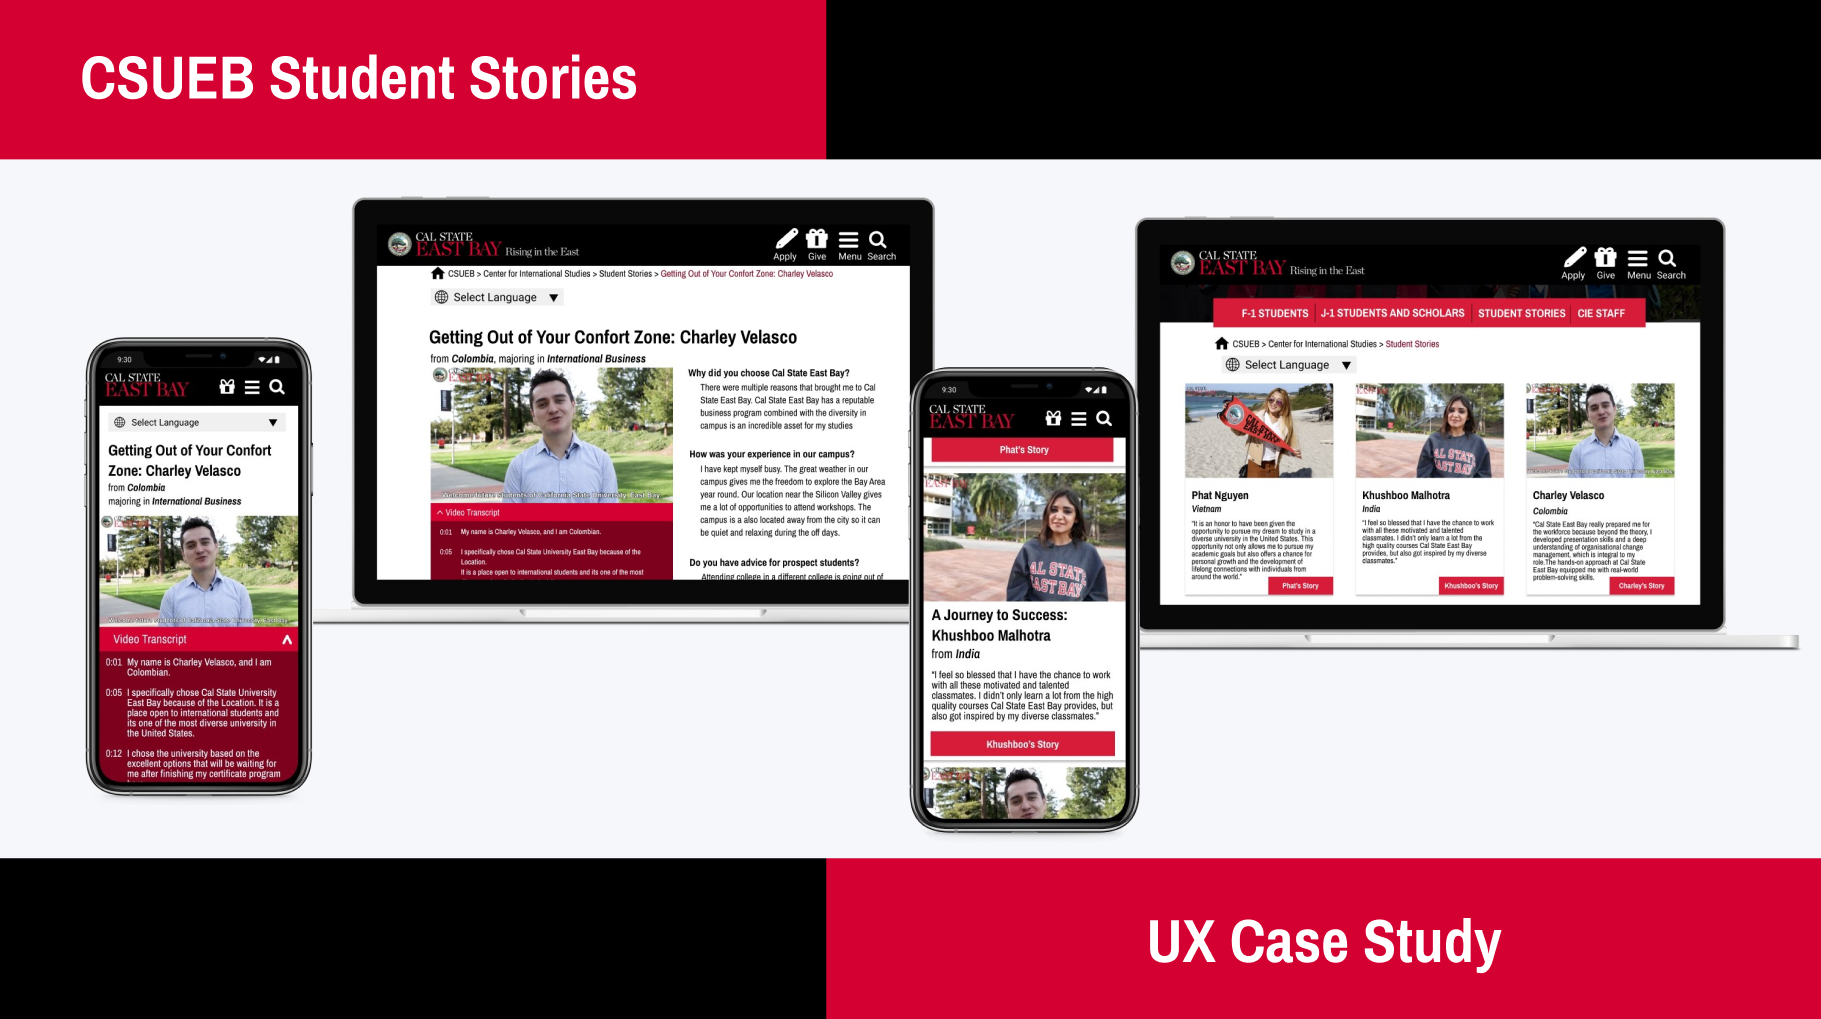 CSUEB Student Stories
9:30
CAL STATE
EAST BAY
Select Language
Getting Out of Your Confort
Zone: Charley Velasco
from Colombia
majoring in International Business
Welcome future students of California State University, East Bay
Video Transcript
0:01 My name is Charley Velasco, and I am
Colombian.
0:05 I specifically chose Cal State University
East Bay because of the Location. It is a
place open to international students and
its one of the most diverse university in
the United States.
0:12 I chose the university based on the
excellent options that will be waiting for
me after finishing my certificate program
CAL STATE
EAST BAY Rising in the East
Apply Give Menu Search
CSUEB > Center for International Studies > Student Stories > Getting Out of Your Confort Zone: Charley Velasco
Select Language
Getting Out of Your Confort Zone: Charley Velasco
from Colombia, majoring in International Business
Welcome future students of California State University, East Bay
Video Transcript
0:01 My name is Charley Velasco, and I am Colombian.
0:05 I specifically chose Cal State University East Bay because of the
Location.
It is a place open to international students and its one of the most
Why did you choose Cal State East Bay?
There were multiple reasons that brought me to Cal
State East Bay. Cal State East Bay has a reputable
business program combined with the diversity in
campus is an incredible asset for my studies
How was your experience in our campus?
I have kept myself busy. The great weather in our
campus gives me the freedom to explore the Bay Area
year round. Our location near the Silicon Valley gives
me a lot of opportunities to attend workshops. The
campus is a also located away from the city so it can
be quiet and relaxing during the off days.
Do you have advice for prospect students?
Attending college in a different college is going out of
9:30
CAL STATE
EAST BAY
Phat's Story
CAL STATE
EAST BAY
A Journey to Success:
Khushboo Malhotra
from India
"I feel so blessed that I have the chance to work
with all these motivated and talented
classmates. I didn't only learn a lot from the high
quality courses Cal State East Bay provides, but
also got inspired by my diverse classmates."
Khushboo's Story
CAL STATE
EAST BAY Rising in the East
Apply Give Menu Search
F-1 STUDENTS J-1 STUDENTS AND SCHOLARS STUDENT STORIES CIE STAFF
CSUEB > Center for International Studies > Student Stories
Select Language
CAL STATE
EAST BAY
Phat Nguyen
Vietnam
"It is an honor to have been given the
opportunity to pursue my dream to study in a
diverse university in the United States. This
opportunity not only allows me to pursue my
academic goals but also offers a chance for
personal growth and the development of
lifelong connections with individuals from
around the world."
Phat's Story
CAL STATE
EAST BAY
Khushboo Malhotra
India
"I feel so blessed that I have the chance to work
with all these motivated and talented
classmates. I didn't only learn a lot from the
high quality courses Cal State East Bay
provides, but also got inspired by my diverse
classmates."
Khushboo's Story
Charley Velasco
Colombia
"Cal State East Bay really prepared me for
the workforce because beyond the theory, I
developed presentation skills and a deep
understanding of organisational change
management, which is integral to my
role.The hands-on approach at Cal State
East Bay equipped me with real-world
problem-solving skills.
Charley's Story
UX Case Study